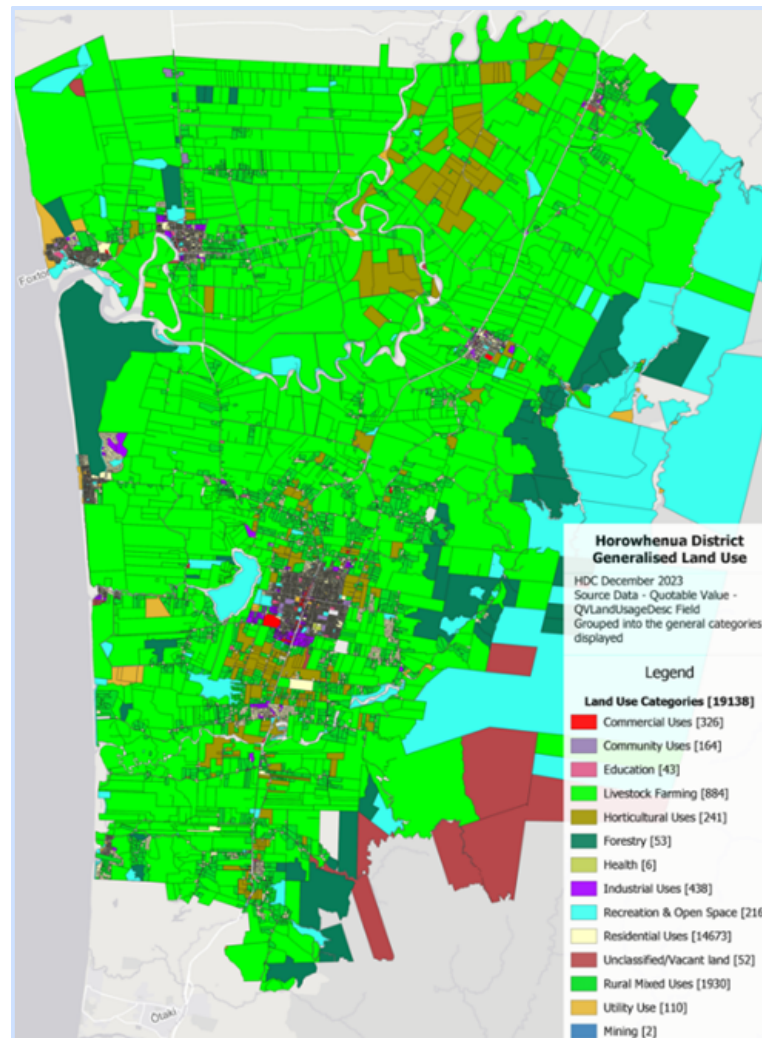 Foxto
Horowhenua District
Generalised Land Use
HDC December 2023
Source Data - Quotable Value -
QVLandUsageDesc Field
Grouped into the general categories
displayed
Legend
Land Use Categories [19138]
Commercial Uses [326]
Community Uses [164]
Education [43]
Livestock Farming [884]
Horticultural Uses [241]
Forestry [53]
Health [6]
Industrial Uses [438]
Recreation & Open Space [216
Residential Uses [14673]
Unclassified/Vacant land [52]
Rural Mixed Uses [1930]
Utility Use [110]
Mining [2]
Ōtaki